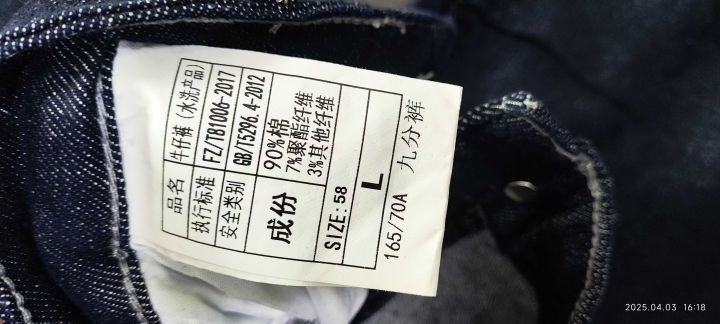 品名 牛仔裤（水洗产品）
执行标准 FZ/T81006-2017
安全类别 GB/T5296.4-2012
成份 90%棉
7%聚酯纤维
3%其他纤维
SIZE: 58
L
165/70A 九分裤
2025.04.03 16:18